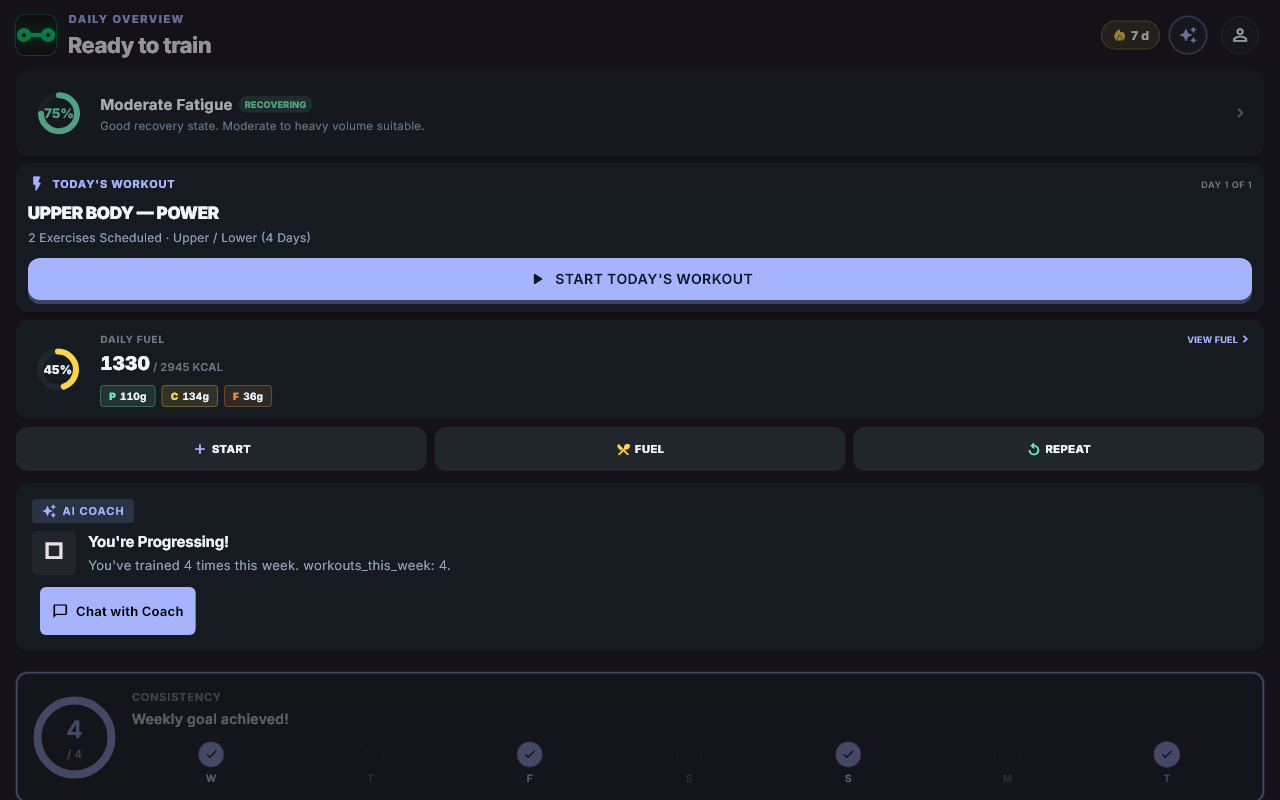 DAILY OVERVIEW
Ready to train
7 d
75%
Moderate Fatigue RECOVERING
Good recovery state. Moderate to heavy volume suitable.
TODAY'S WORKOUT
DAY 1 OF 1
UPPER BODY — POWER
2 Exercises Scheduled · Upper / Lower (4 Days)
START TODAY'S WORKOUT
DAILY FUEL
VIEW FUEL
45%
1330 / 2945 KCAL
P 110g C 134g F 36g
START
FUEL
REPEAT
AI COACH
You're Progressing!
You've trained 4 times this week. workouts_this_week: 4.
Chat with Coach
CONSISTENCY
Weekly goal achieved!
4
/ 4
W T F S S M T